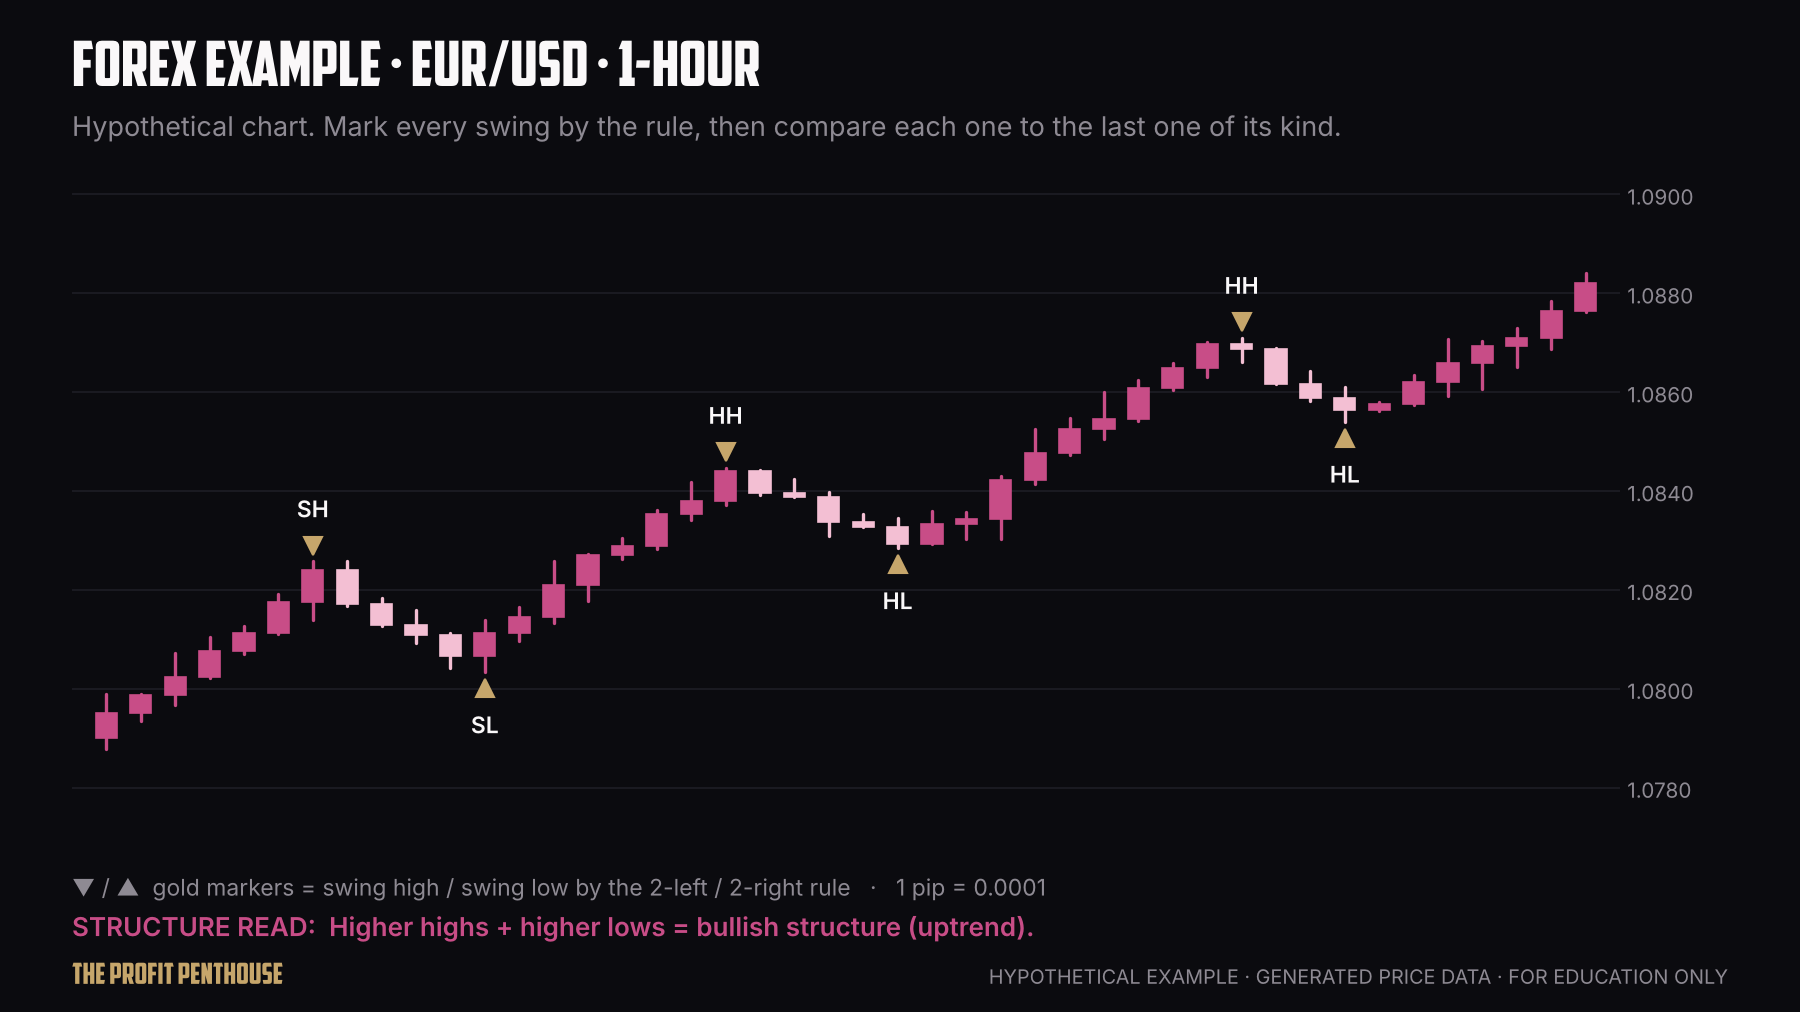 FOREX EXAMPLE · EUR/USD · 1-HOUR
Hypothetical chart. Mark every swing by the rule, then compare each one to the last one of its kind.
1.0900
HH
1.0880
1.0860
HH
HL
1.0840
SH
1.0820
HL
1.0800
SL
1.0780
▼ / ▲ gold markers = swing high / swing low by the 2-left / 2-right rule · 1 pip = 0.0001
STRUCTURE READ: Higher highs + higher lows = bullish structure (uptrend).
THE PROFIT PENTHOUSE
HYPOTHETICAL EXAMPLE · GENERATED PRICE DATA · FOR EDUCATION ONLY